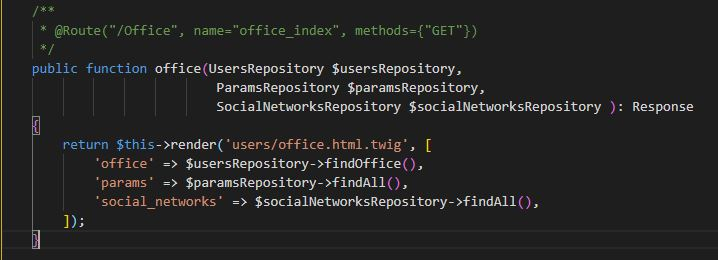 /**
 * @Route("/Office", name="office_index", methods={"GET"})
 */
public function office(UsersRepository $usersRepository,
                       ParamsRepository $paramsRepository,
                       SocialNetworksRepository $socialNetworksRepository ): Response
{
    return $this->render('users/office.html.twig', [
        'office' => $usersRepository->findOffice(),
        'params' => $paramsRepository->findAll(),
        'social_networks' => $socialNetworksRepository->findAll(),
    ]);
}